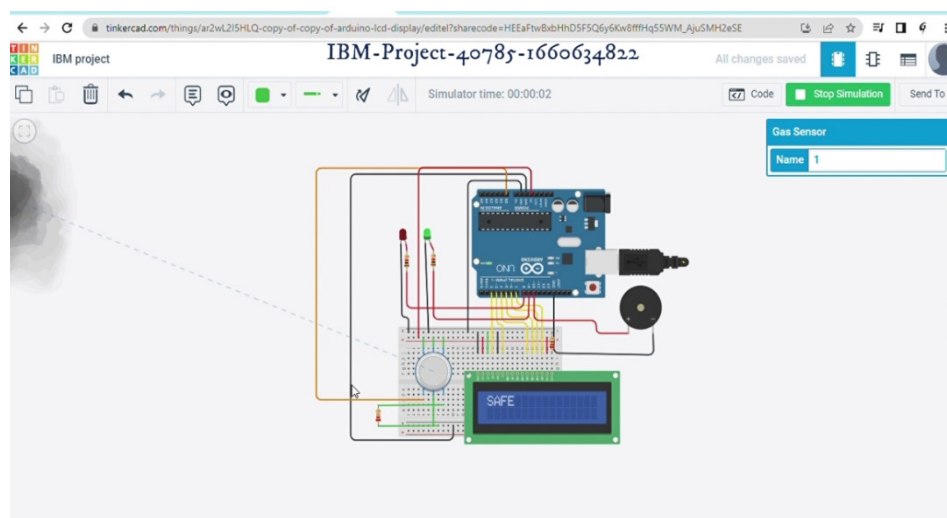 tinkercad.com/things/ar2wL2I5HLQ-copy-of-copy-of-arduino-lcd-display/editel?sharecode=HEEaFtwBxbHhD5F5Q6y6Kw8fffHq55WM_AjuSMH2eSE
TIN
KER
CAD
IBM project
IBM-Project-40785-1660634822
All changes saved
Simulator time: 00:00:02
Code
Stop Simulation
Send To
Gas Sensor
Name 1
UNO
SAFE